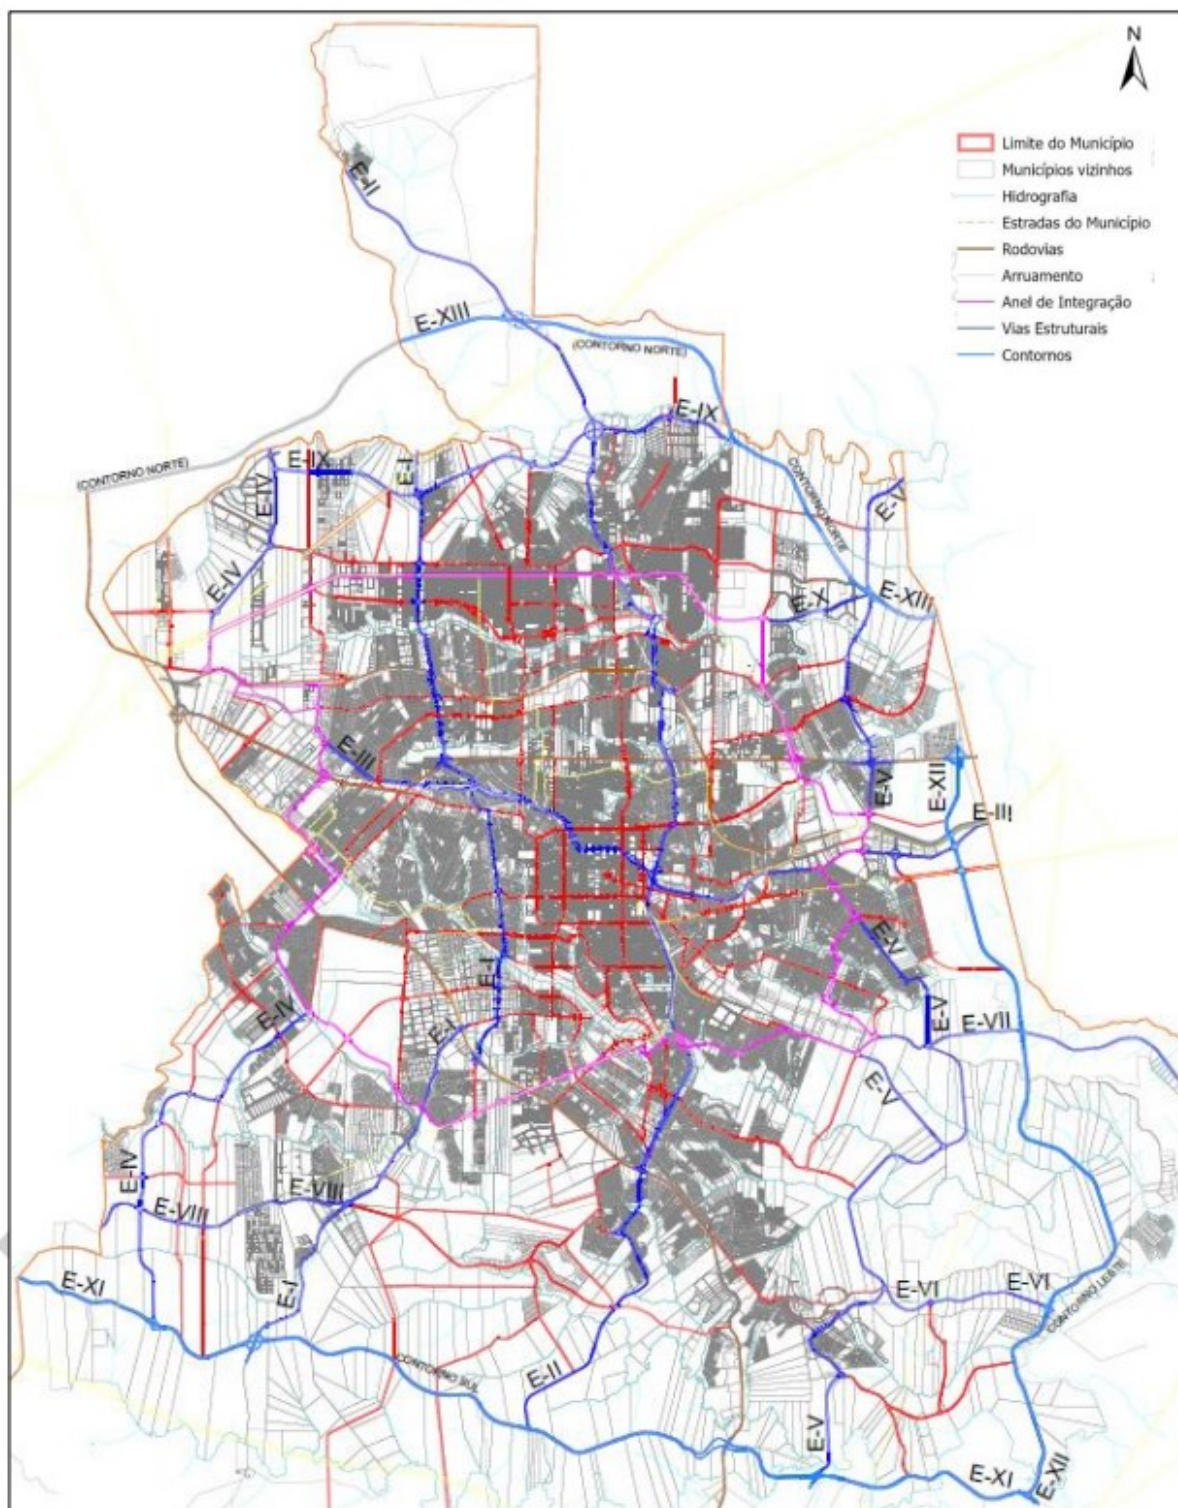 N
Limite do Município
Municípios vizinhos
Hidrografia
Estradas do Município
Rodovias
Arruamento
Anel de Integração
Vias Estruturais
Contornos
E-II
E-XIII
(CONTORNO NORTE)
E-IX
(CONTORNO NORTE)
E-IX
E-I
E-IV
CONTORNO NORTE
E-V
E-IV
E-X
E-XIII
E-III
E-V
E-XII
E-III
E-V
E-I
E-IV
E-I
E-V
E-VII
E-V
E-IV
E-VIII
E-VIII
E-XI
E-I
E-VI
E-VI
CONTORNO LESTE
(CONTORNO SUL
E-II
E-V
E-XI
E-XII